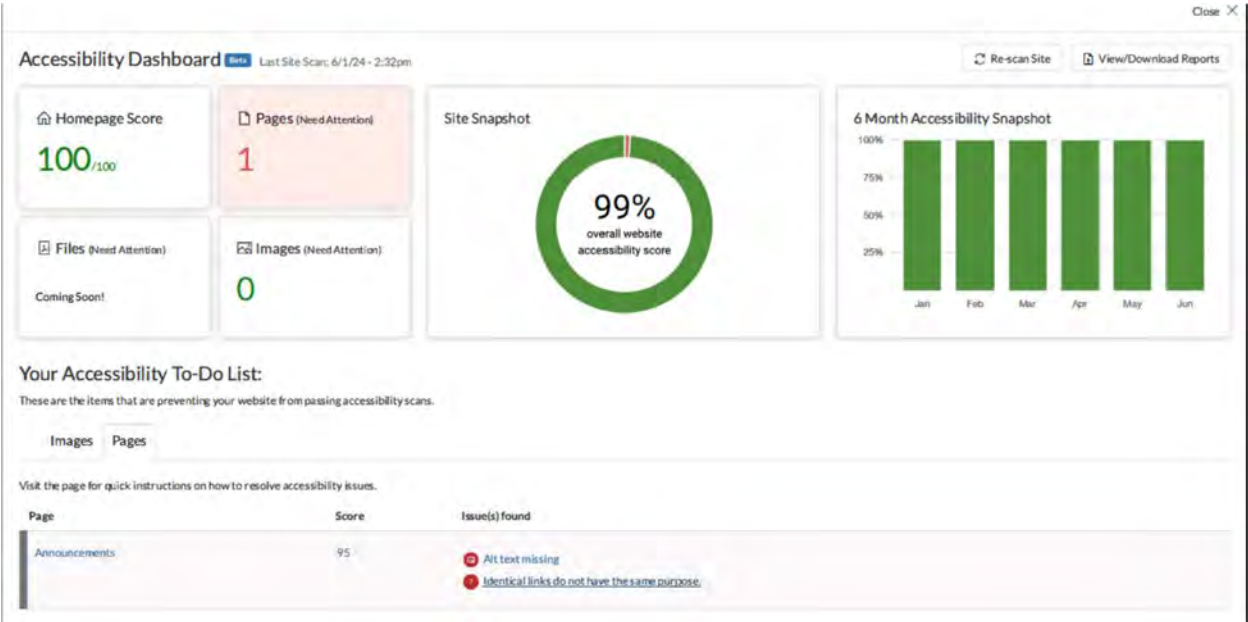 Close
Accessibility Dashboard Beta Last Site Scan: 6/1/24 - 2:32pm
Re-scan Site
View/Download Reports
Homepage Score
100/100
Pages (Need Attention)
1
Files (Need Attention)
Coming Soon!
Images (Need Attention)
0
Site Snapshot
99%
overall website
accessibility score
6 Month Accessibility Snapshot
100%
75%
50%
25%
Jan Feb Mar Apr May Jun
Your Accessibility To-Do List:
These are the items that are preventing your website from passing accessibility scans.
Images Pages
Visit the page for quick instructions on how to resolve accessibility issues.
Page Score Issue(s) found
Announcements 95 Alt text missing
Identical links do not have the same purpose.